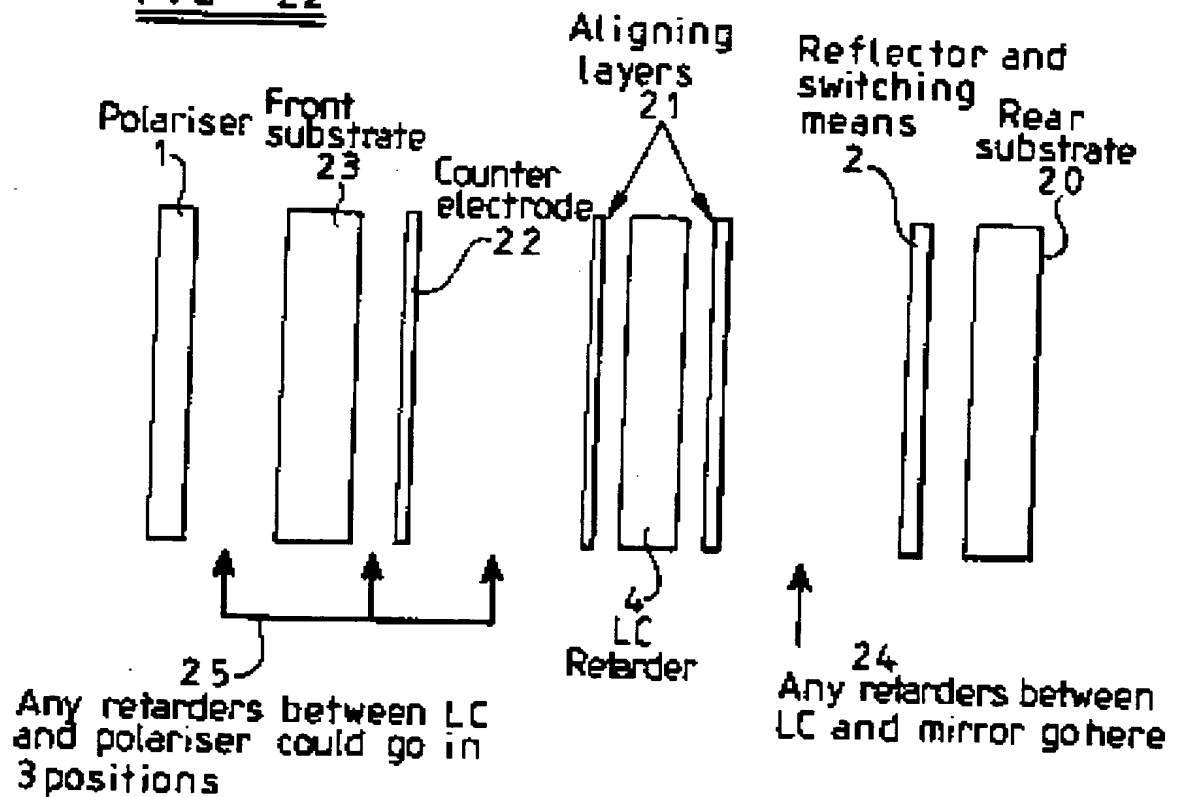 FIG 22
Polariser
1
Front
substrate
23
Counter
electrode
22
Aligning
layers
21
Reflector and
switching
means
2
Rear
substrate
20
25
Any retarders between LC
and polariser could go in
3 positions
4
LC
Retarder
24
Any retarders between
LC and mirror go here